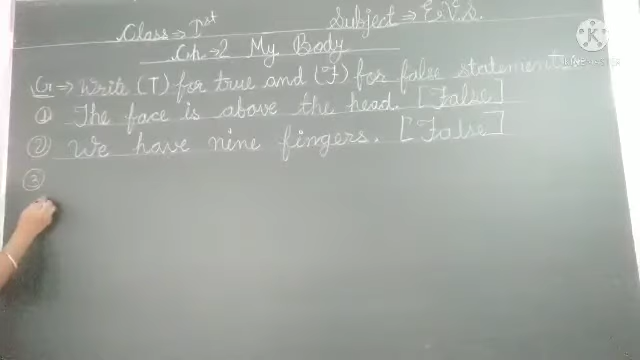 Class ⇒ Ist Subject ⇒ E.V.S.
Ch-2 My Body
G ⇒ Write (T) for true and (F) for false statements.
① The face is above the head. [False]
② We have nine fingers. [False]
③